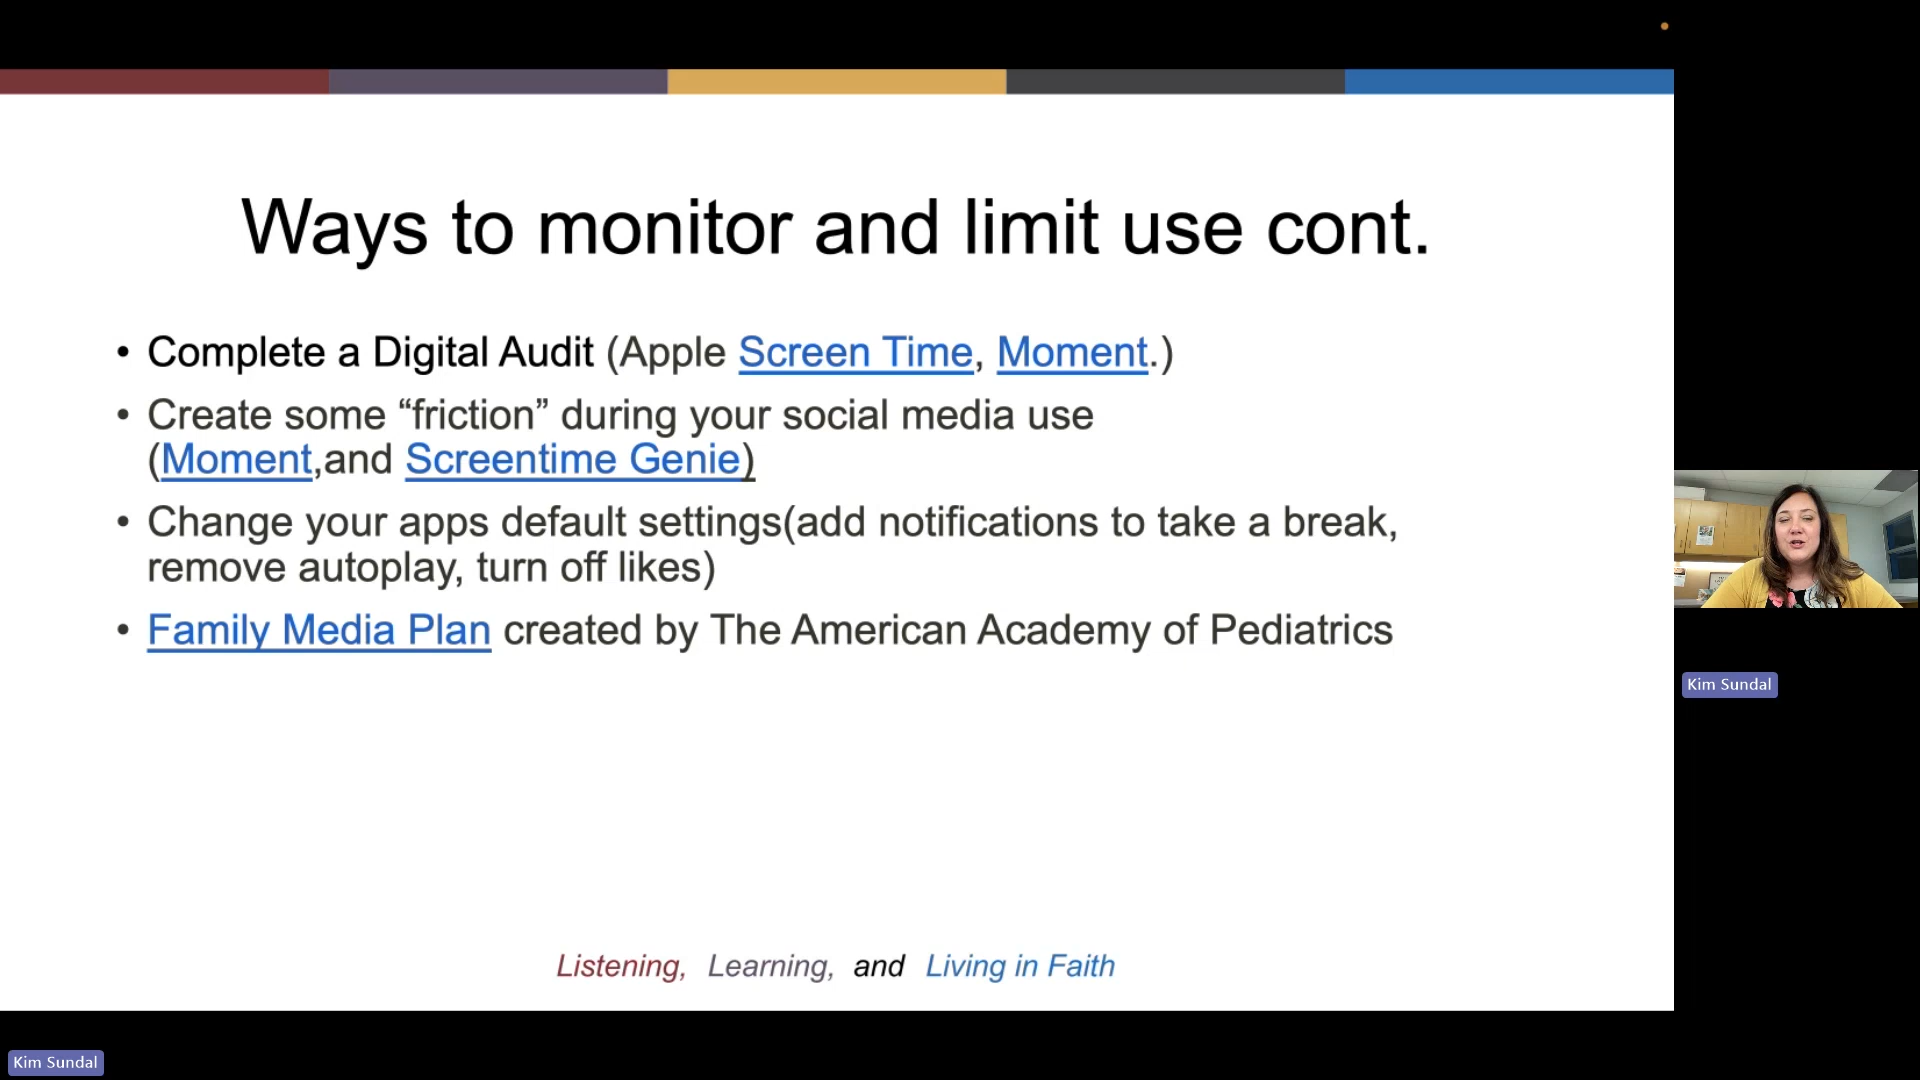 Ways to monitor and limit use cont.
• Complete a Digital Audit (Apple Screen Time, Moment.)
• Create some “friction” during your social media use
(Moment,and Screentime Genie)
• Change your apps default settings(add notifications to take a break,
remove autoplay, turn off likes)
• Family Media Plan created by The American Academy of Pediatrics
Listening, Learning, and Living in Faith
Kim Sundal
Kim Sundal